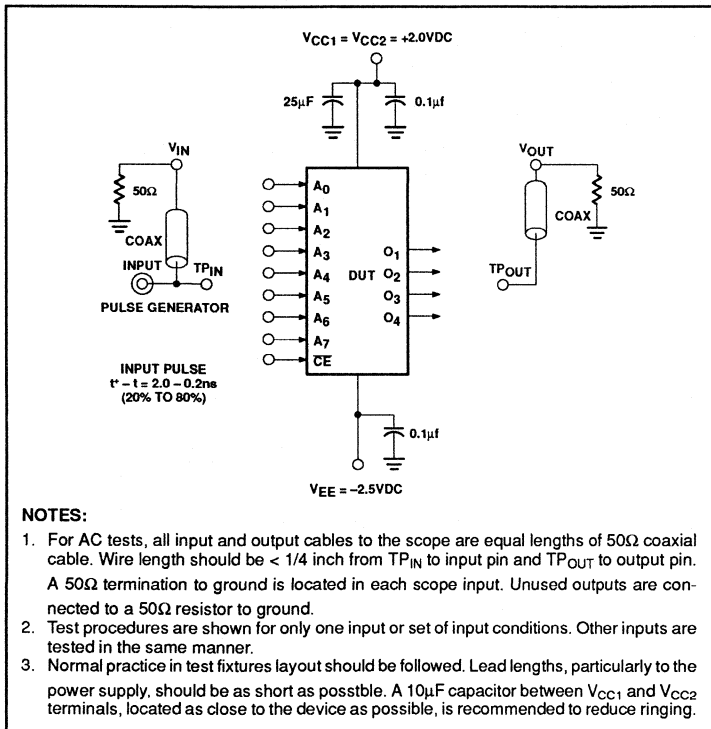 VCC1 = VCC2 = +2.0VDC
25µF
0.1µf
VIN
50Ω
COAX
INPUT
TPIN
PULSE GENERATOR
INPUT PULSE
t⁺ – t = 2.0 – 0.2ns
(20% TO 80%)
A0
A1
A2
A3
A4
A5
A6
A7
CE
DUT
O1
O2
O3
O4
VOUT
50Ω
COAX
TPOUT
0.1µf
VEE = –2.5VDC
NOTES:
1. For AC tests, all input and output cables to the scope are equal lengths of 50Ω coaxial
cable. Wire length should be < 1/4 inch from TPIN to input pin and TPOUT to output pin.
A 50Ω termination to ground is located in each scope input. Unused outputs are con-
nected to a 50Ω resistor to ground.
2. Test procedures are shown for only one input or set of input conditions. Other inputs are
tested in the same manner.
3. Normal practice in test fixtures layout should be followed. Lead lengths, particularly to the
power supply, should be as short as posstble. A 10µF capacitor between VCC1 and VCC2
terminals, located as close to the device as possible, is recommended to reduce ringing.